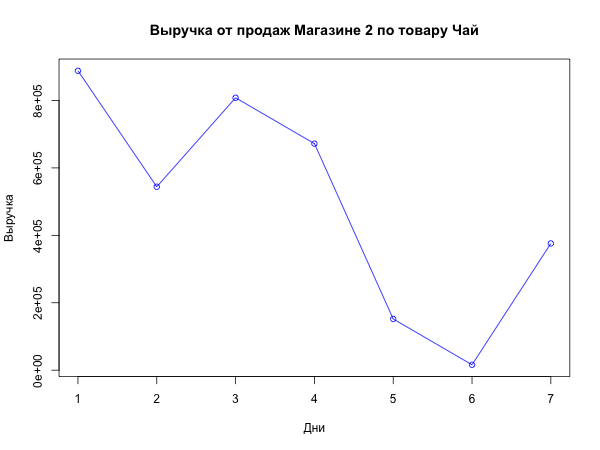 Выручка от продаж Магазине 2 по товару Чай
Выручка
8e+05
6e+05
4e+05
2e+05
0e+00
1 2 3 4 5 6 7
Дни